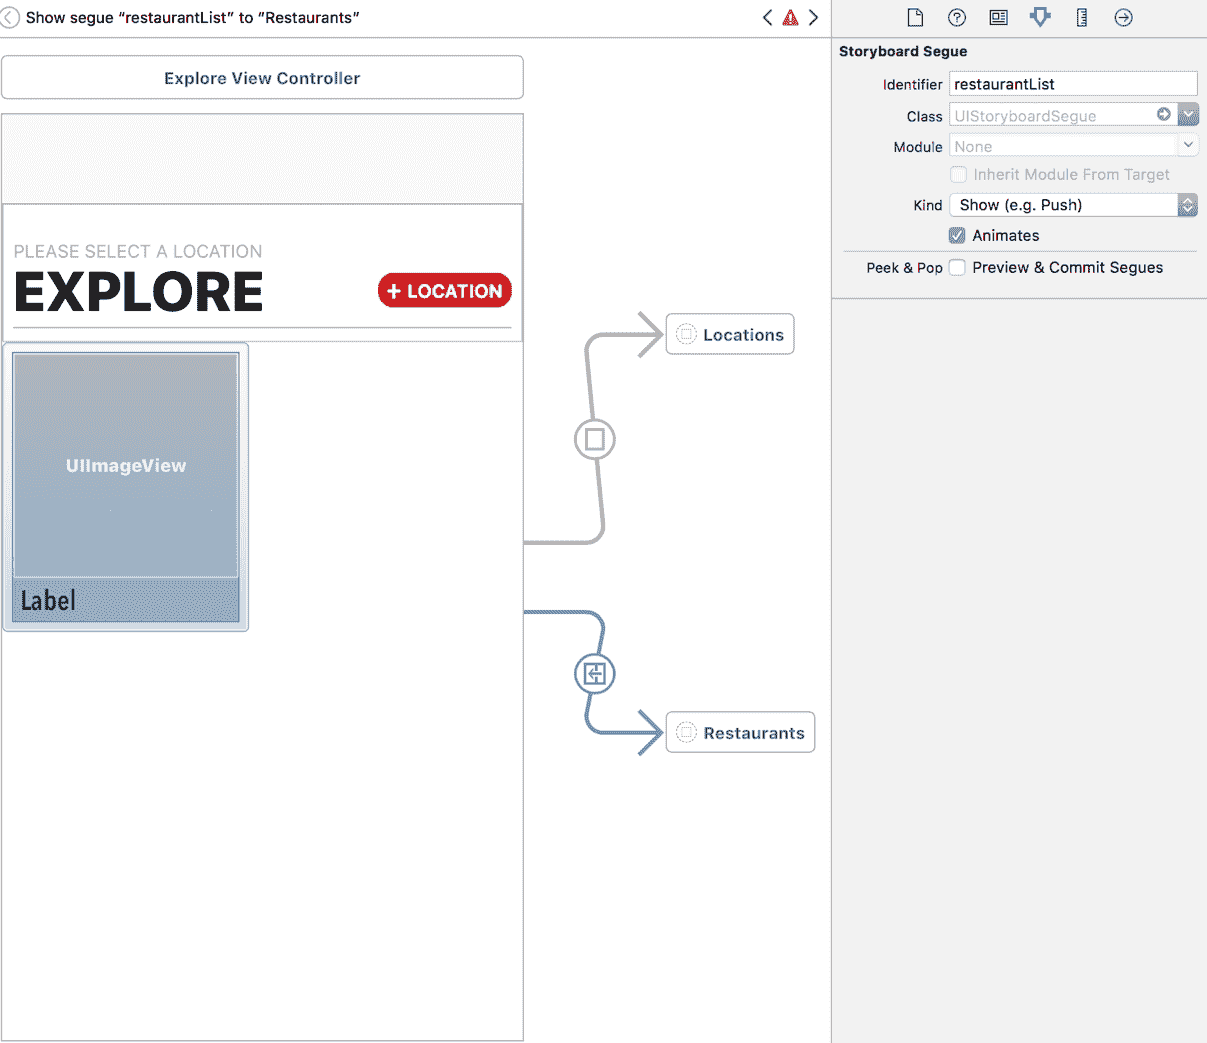 Show segue “restaurantList” to “Restaurants”
Explore View Controller
PLEASE SELECT A LOCATION
EXPLORE
+ LOCATION
UIImageView
Label
Locations
Restaurants
Storyboard Segue
Identifier restaurantList
Class UIStoryboardSegue
Module None
Inherit Module From Target
Kind Show (e.g. Push)
Animates
Peek & Pop Preview & Commit Segues